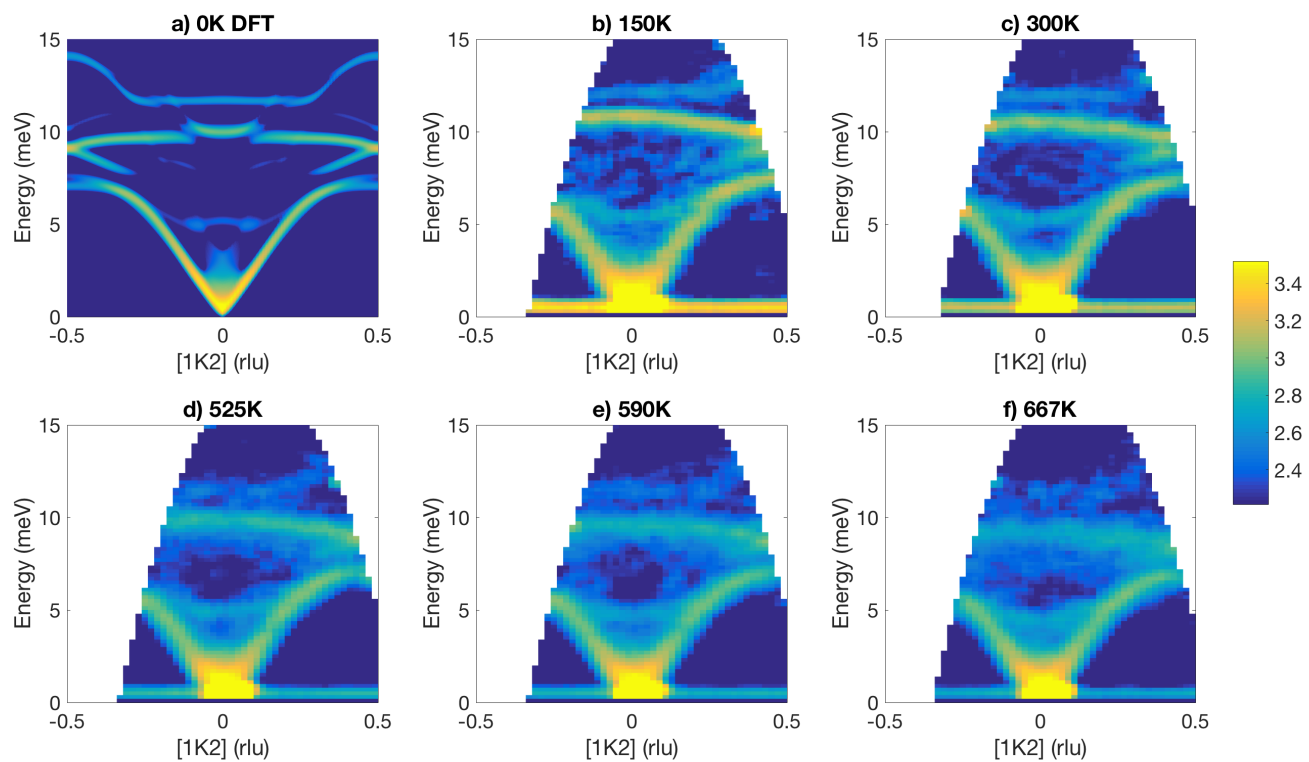 a) 0K DFT
b) 150K
c) 300K
15
10
5
0
Energy (meV)
-0.5 0 0.5
[1K2] (rlu)
15
10
5
0
Energy (meV)
-0.5 0 0.5
[1K2] (rlu)
15
10
5
0
Energy (meV)
-0.5 0 0.5
[1K2] (rlu)
3.4
3.2
3
2.8
2.6
2.4
d) 525K
e) 590K
f) 667K
15
10
5
0
Energy (meV)
-0.5 0 0.5
[1K2] (rlu)
15
10
5
0
Energy (meV)
-0.5 0 0.5
[1K2] (rlu)
15
10
5
0
Energy (meV)
-0.5 0 0.5
[1K2] (rlu)